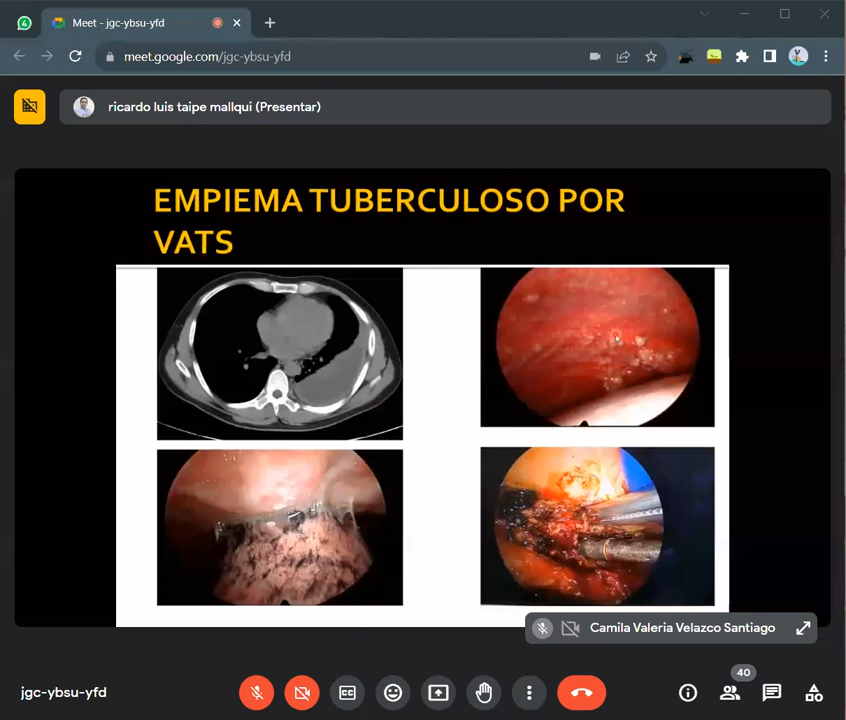 Meet - jgc-ybsu-yfd
meet.google.com/jgc-ybsu-yfd
ricardo luis taipe mallqui (Presentar)
EMPIEMA TUBERCULOSO POR
VATS
Camila Valeria Velazco Santiago
40
jgc-ybsu-yfd